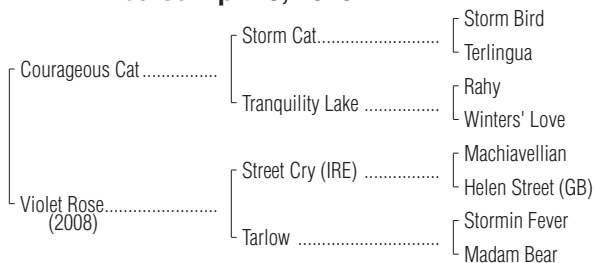 Storm Bird
Storm Cat
Terlingua
Courageous Cat
Rahy
Tranquility Lake
Winters' Love
Machiavellian
Street Cry (IRE)
Helen Street (GB)
Violet Rose
(2008)
Stormin Fever
Tarlow
Madam Bear